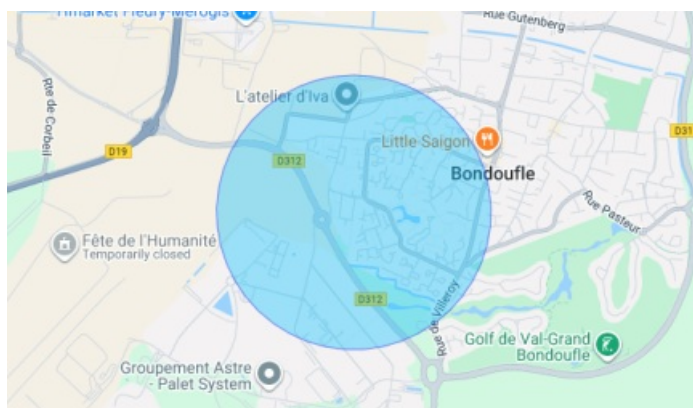 Rue Gutenberg
Rte de Corbeil
L'atelier d'Iva
Little Saigon
D31
D19
D312
Bondoufle
Rue Pasteur
Fête de l'Humanité
Temporarily closed
D312
Rue de Villeroy
Golf de Val-Grand
Bondoufle
Groupement Astre
- Palet System